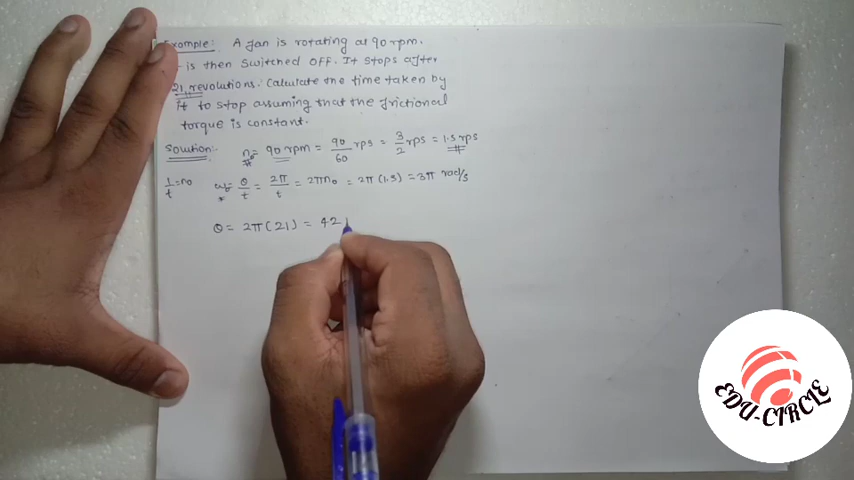 Example: A fan is rotating at 90 rpm.
is then switched OFF. It stops after
21 revolutions. Calculate the time taken by
it to stop assuming that the frictional
torque is constant.
Solution:- n₀ = 90 rpm = 90/60 rps = 3/2 rps = 1.5 rps
1/t = n₀ ω₀ = θ/t = 2π/t = 2πn₀ = 2π(1.5) = 3π rad/s
θ = 2π(21) = 42
EDU-CIRCLE